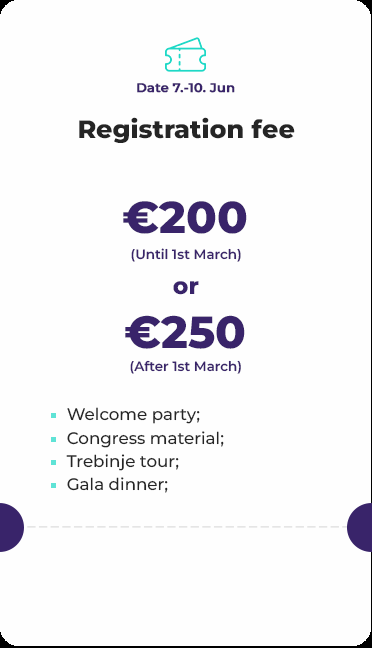 Date 7.-10. Jun
Registration fee
€200
(Until 1st March)
or
€250
(After 1st March)
Welcome party;
Congress material;
Trebinje tour;
Gala dinner;